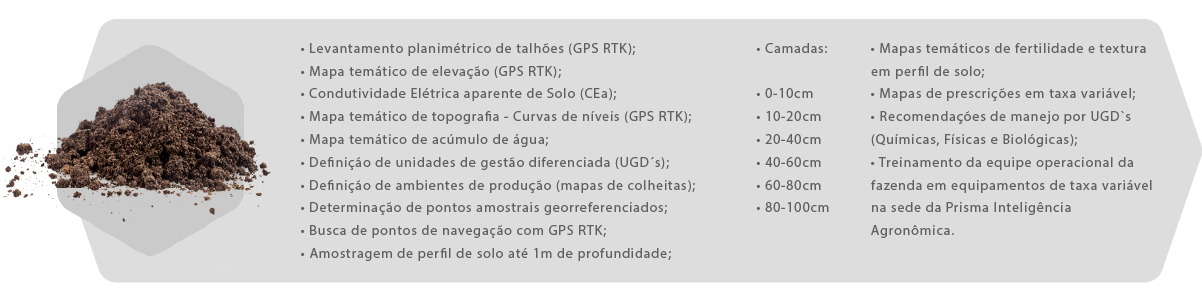 • Levantamento planimétrico de talhões (GPS RTK);
• Mapa temático de elevação (GPS RTK);
• Condutividade Elétrica aparente de Solo (CEa);
• Mapa temático de topografia - Curvas de níveis (GPS RTK);
• Mapa temático de acúmulo de água;
• Definição de unidades de gestão diferenciada (UGD´s);
• Definição de ambientes de produção (mapas de colheitas);
• Determinação de pontos amostrais georreferenciados;
• Busca de pontos de navegação com GPS RTK;
• Amostragem de perfil de solo até 1m de profundidade;
• Camadas:
• 0-10cm
• 10-20cm
• 20-40cm
• 40-60cm
• 60-80cm
• 80-100cm
• Mapas temáticos de fertilidade e textura
em perfil de solo;
• Mapas de prescrições em taxa variável;
• Recomendações de manejo por UGD`s
(Químicas, Físicas e Biológicas);
• Treinamento da equipe operacional da
fazenda em equipamentos de taxa variável
na sede da Prisma Inteligência
Agronômica.